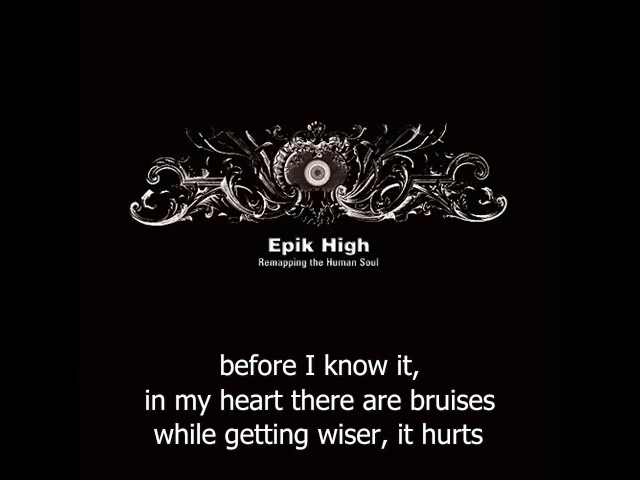 Epik High
Remapping the Human Soul
before I know it,
in my heart there are bruises
while getting wiser, it hurts